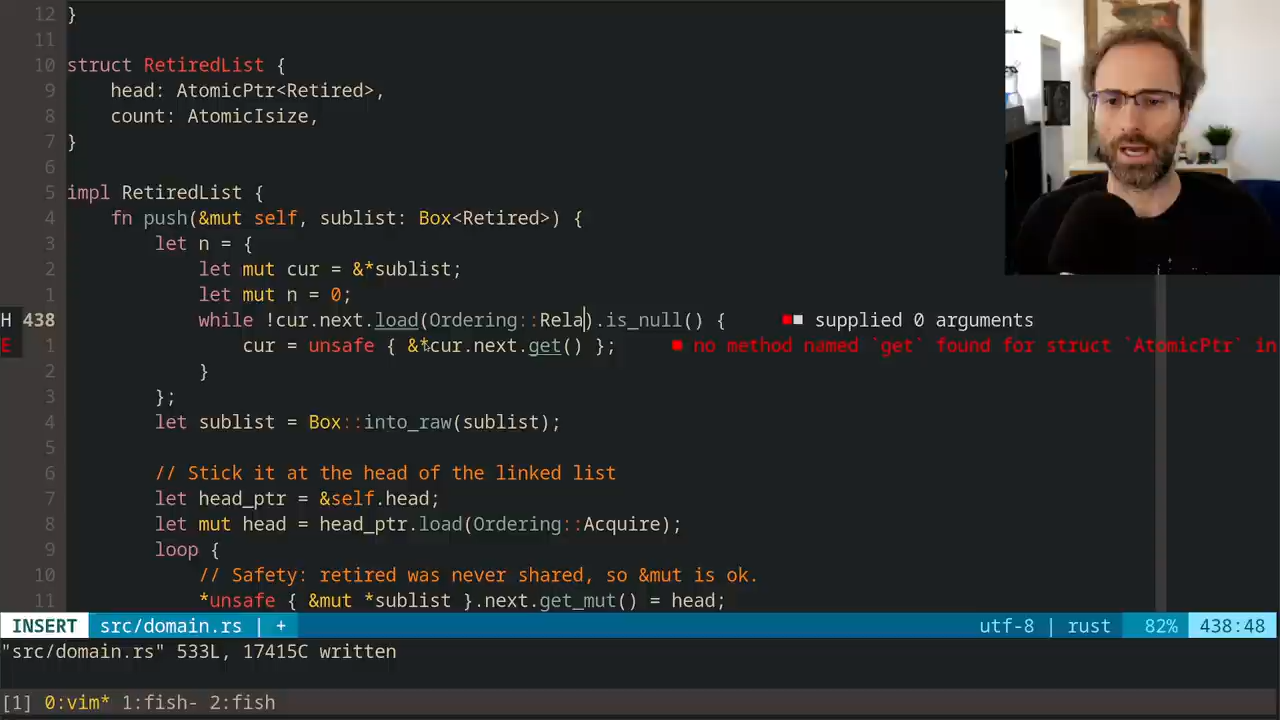 12 }
11
10 struct RetiredList {
9     head: AtomicPtr<Retired>,
8     count: AtomicIsize,
7 }
6
5 impl RetiredList {
4     fn push(&mut self, sublist: Box<Retired>) {
3         let n = {
2             let mut cur = &*sublist;
1             let mut n = 0;
H 438             while !cur.next.load(Ordering::Rela).is_null() {     supplied 0 arguments
E 1                 cur = unsafe { &*cur.next.get() };     no method named `get` found for struct `AtomicPtr` in
2             }
3         };
4         let sublist = Box::into_raw(sublist);
5
6         // Stick it at the head of the linked list
7         let head_ptr = &self.head;
8         let mut head = head_ptr.load(Ordering::Acquire);
9         loop {
10             // Safety: retired was never shared, so &mut is ok.
11             *unsafe { &mut *sublist }.next.get_mut() = head;
INSERT src/domain.rs | + utf-8 | rust 82% 438:48
"src/domain.rs" 533L, 17415C written
[1] 0:vim* 1:fish- 2:fish